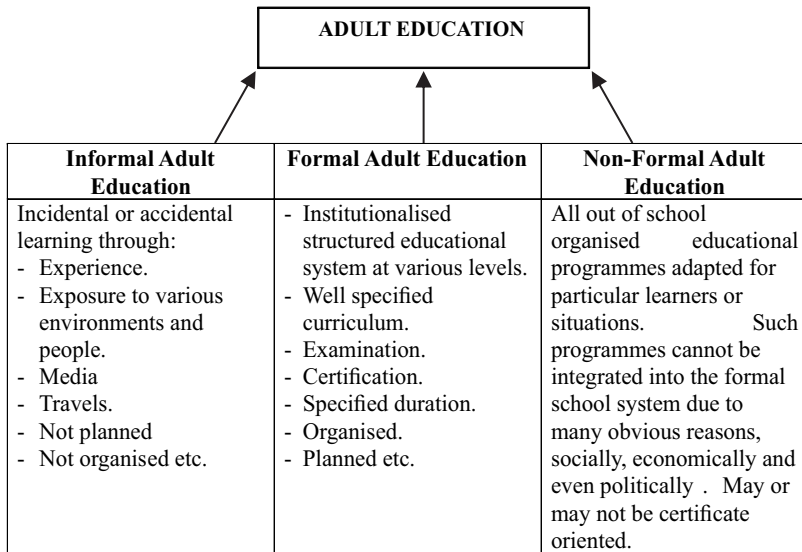 ADULT EDUCATION
Informal Adult
Education
Incidental or accidental
learning through:
- Experience.
- Exposure to various
environments and
people.
- Media
- Travels.
- Not planned
- Not organised etc.
Formal Adult Education
- Institutionalised
structured educational
system at various levels.
- Well specified
curriculum.
- Examination.
- Certification.
- Specified duration.
- Organised.
- Planned etc.
Non-Formal Adult
Education
All out of school
organised educational
programmes adapted for
particular learners or
situations. Such
programmes cannot be
integrated into the formal
school system due to
many obvious reasons,
socially, economically and
even politically . May or
may not be certificate
oriented.